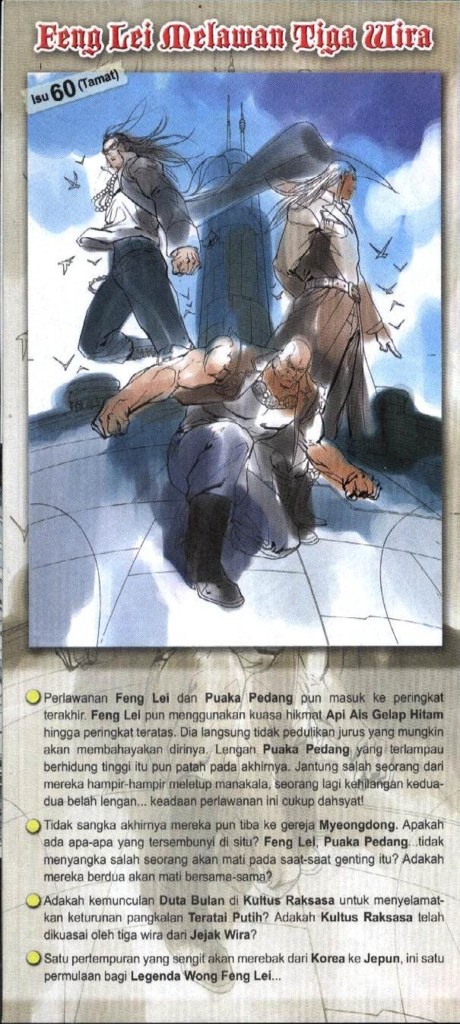 Feng Lei Melawan Tiga Wira
Isu 60 (Tamat)
Perlawanan Feng Lei dan Puaka Pedang pun masuk ke peringkat
terakhir. Feng Lei pun menggunakan kuasa hikmat Api Ais Gelap Hitam
hingga peringkat teratas. Dia langsung tidak pedulikan jurus yang mungkin
akan membahayakan dirinya. Lengan Puaka Pedang yang terlampau
berhidung tinggi itu pun patah pada akhirnya. Jantung salah seorang dari
mereka hampir-hampir meletup manakala, seorang lagi kehilangan kedua-
dua belah lengan... keadaan perlawanan ini cukup dahsyat!
Tidak sangka akhirnya mereka pun tiba ke gereja Myeongdong. Apakah
ada apa-apa yang tersembunyi di situ? Feng Lei, Puaka Pedang...tidak
menyangka salah seorang akan mati pada saat-saat genting itu? Adakah
mereka berdua akan mati bersama-sama?
Adakah kemunculan Duta Bulan di Kultus Raksasa untuk menyelamat-
kan keturunan pangkalan Teratai Putih? Adakah Kultus Raksasa telah
dikuasai oleh tiga wira dari Jejak Wira?
Satu pertempuran yang sengit akan merebak dari Korea ke Jepun, ini satu
permulaan bagi Legenda Wong Feng Lei...